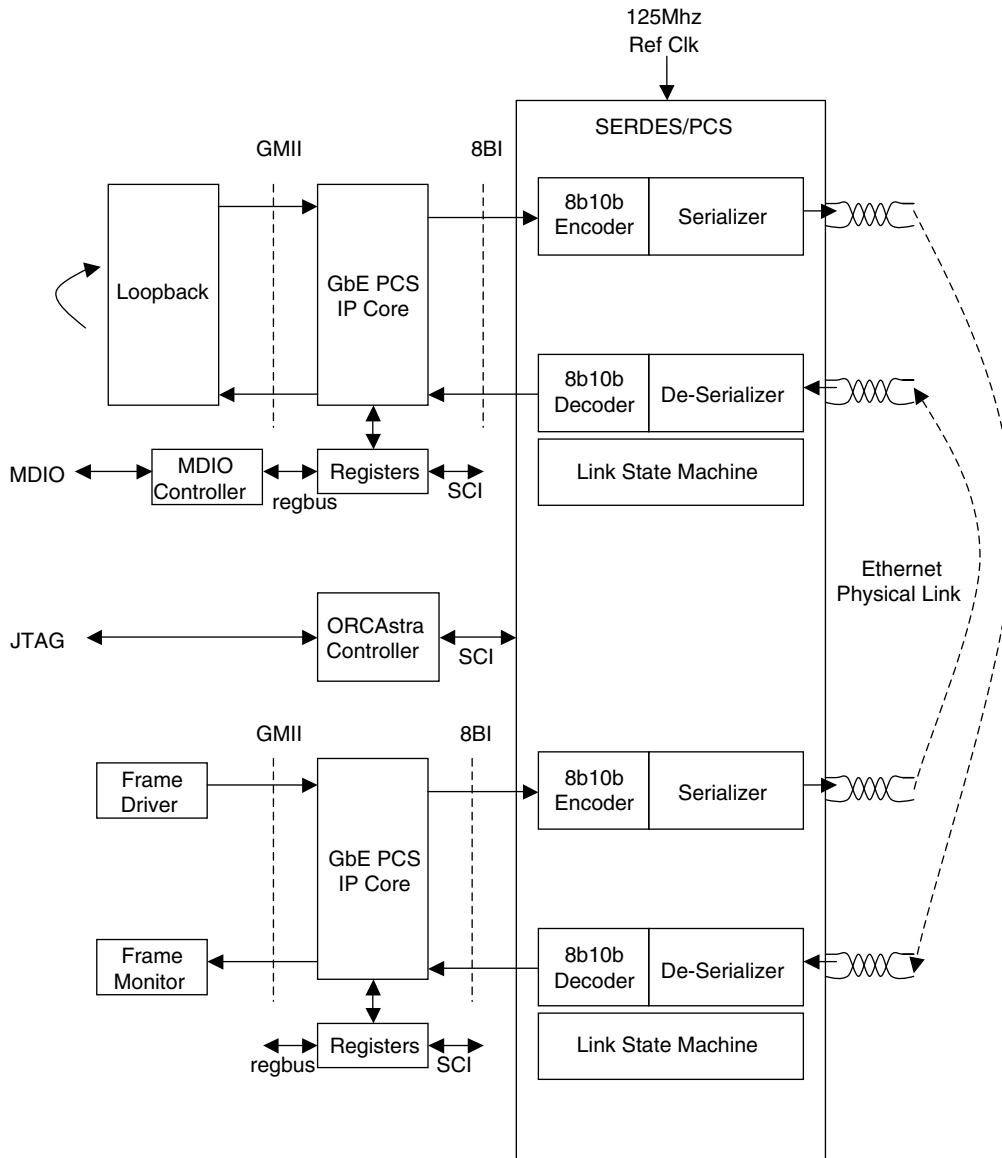 125Mhz
Ref Clk
SERDES/PCS
GMII
8BI
8b10b
Encoder
Serializer
Loopback
GbE PCS
IP Core
8b10b
Decoder
De-Serializer
Link State Machine
MDIO
MDIO
Controller
regbus
Registers
SCI
Ethernet
Physical Link
JTAG
ORCAstra
Controller
SCI
GMII
8BI
Frame
Driver
8b10b
Encoder
Serializer
GbE PCS
IP Core
Frame
Monitor
8b10b
Decoder
De-Serializer
Link State Machine
regbus
Registers
SCI